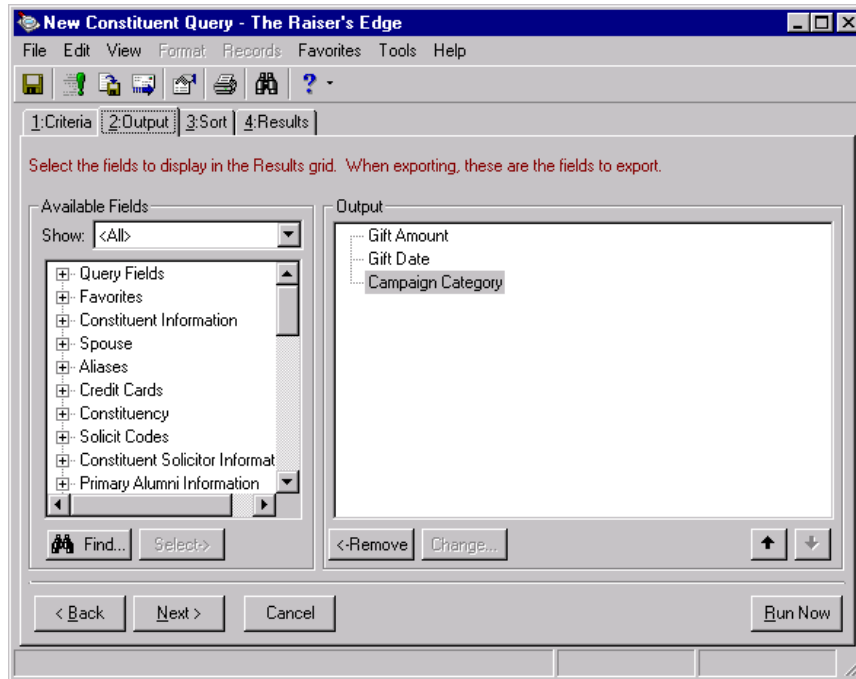 New Constituent Query - The Raiser's Edge
File Edit View Format Records Favorites Tools Help
?
1:Criteria 2:Output 3:Sort 4:Results
Select the fields to display in the Results grid. When exporting, these are the fields to export.
Available Fields
Show: <All>
Query Fields
Favorites
Constituent Information
Spouse
Aliases
Credit Cards
Constituency
Solicit Codes
Constituent Solicitor Informat
Primary Alumni Information
Find... Select->
Output
Gift Amount
Gift Date
Campaign Category
<-Remove Change...
< Back Next > Cancel Run Now